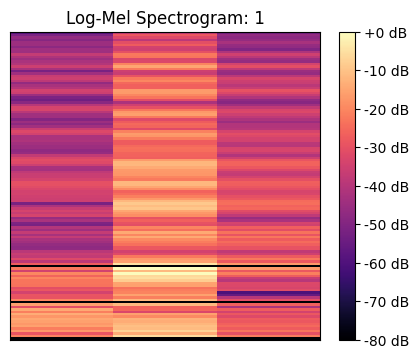 Log-Mel Spectrogram: 1
+0 dB
-10 dB
-20 dB
-30 dB
-40 dB
-50 dB
-60 dB
-70 dB
-80 dB